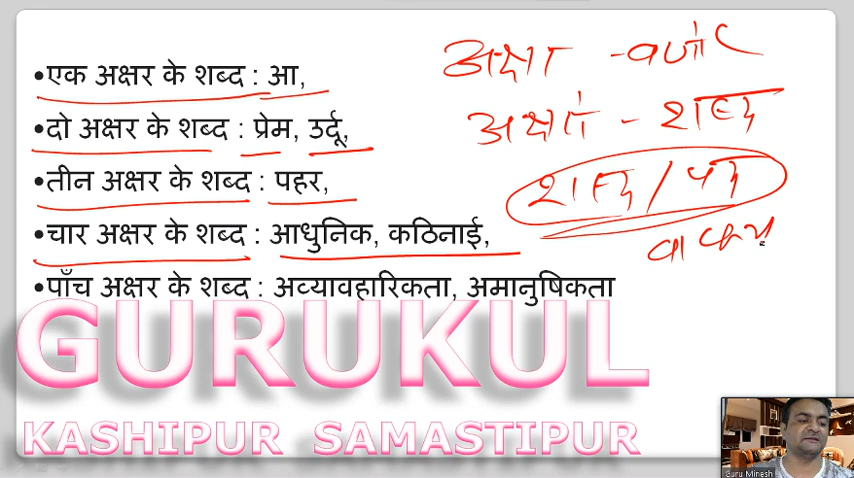 •एक अक्षर के शब्द : आ,
•दो अक्षर के शब्द : प्रेम, उर्दू,
•तीन अक्षर के शब्द : पहर,
•चार अक्षर के शब्द : आधुनिक, कठिनाई,
•पाँच अक्षर के शब्द : अव्यावहारिकता, अमानुषिकता
अक्षर - वर्णों
अक्षरों - शब्द
शब्द / पद
वाक्य
GURUKUL
KASHIPUR SAMASTIPUR
Guru Minesh